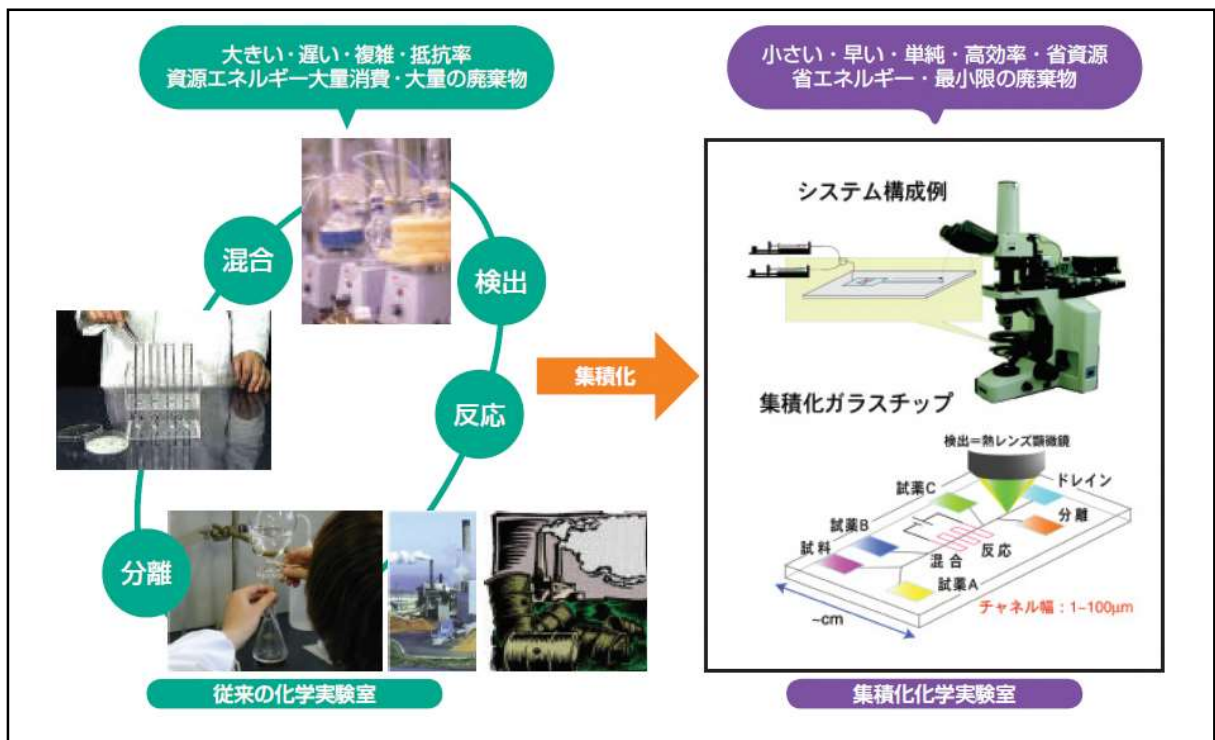 大きい・遅い・複雑・抵抗率
資源エネルギー大量消費・大量の廃棄物
混合
検出
反応
分離
従来の化学実験室
集積化
小さい・早い・単純・高効率・省資源
省エネルギー・最小限の廃棄物
システム構成例
集積化ガラスチップ
検出＝熱レンズ顕微鏡
試薬C
ドレイン
試薬B
分離
試料
混合
反応
試薬A
チャネル幅：1~100μm
~cm
集積化化学実験室